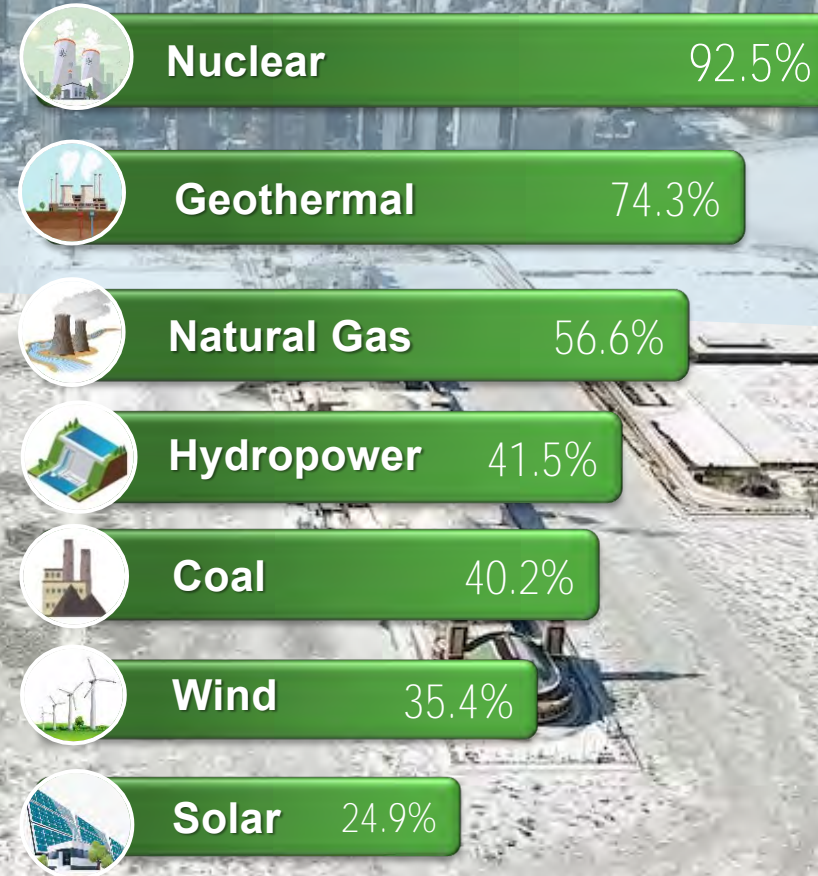 Nuclear 92.5%
Geothermal 74.3%
Natural Gas 56.6%
Hydropower 41.5%
Coal 40.2%
Wind 35.4%
Solar 24.9%